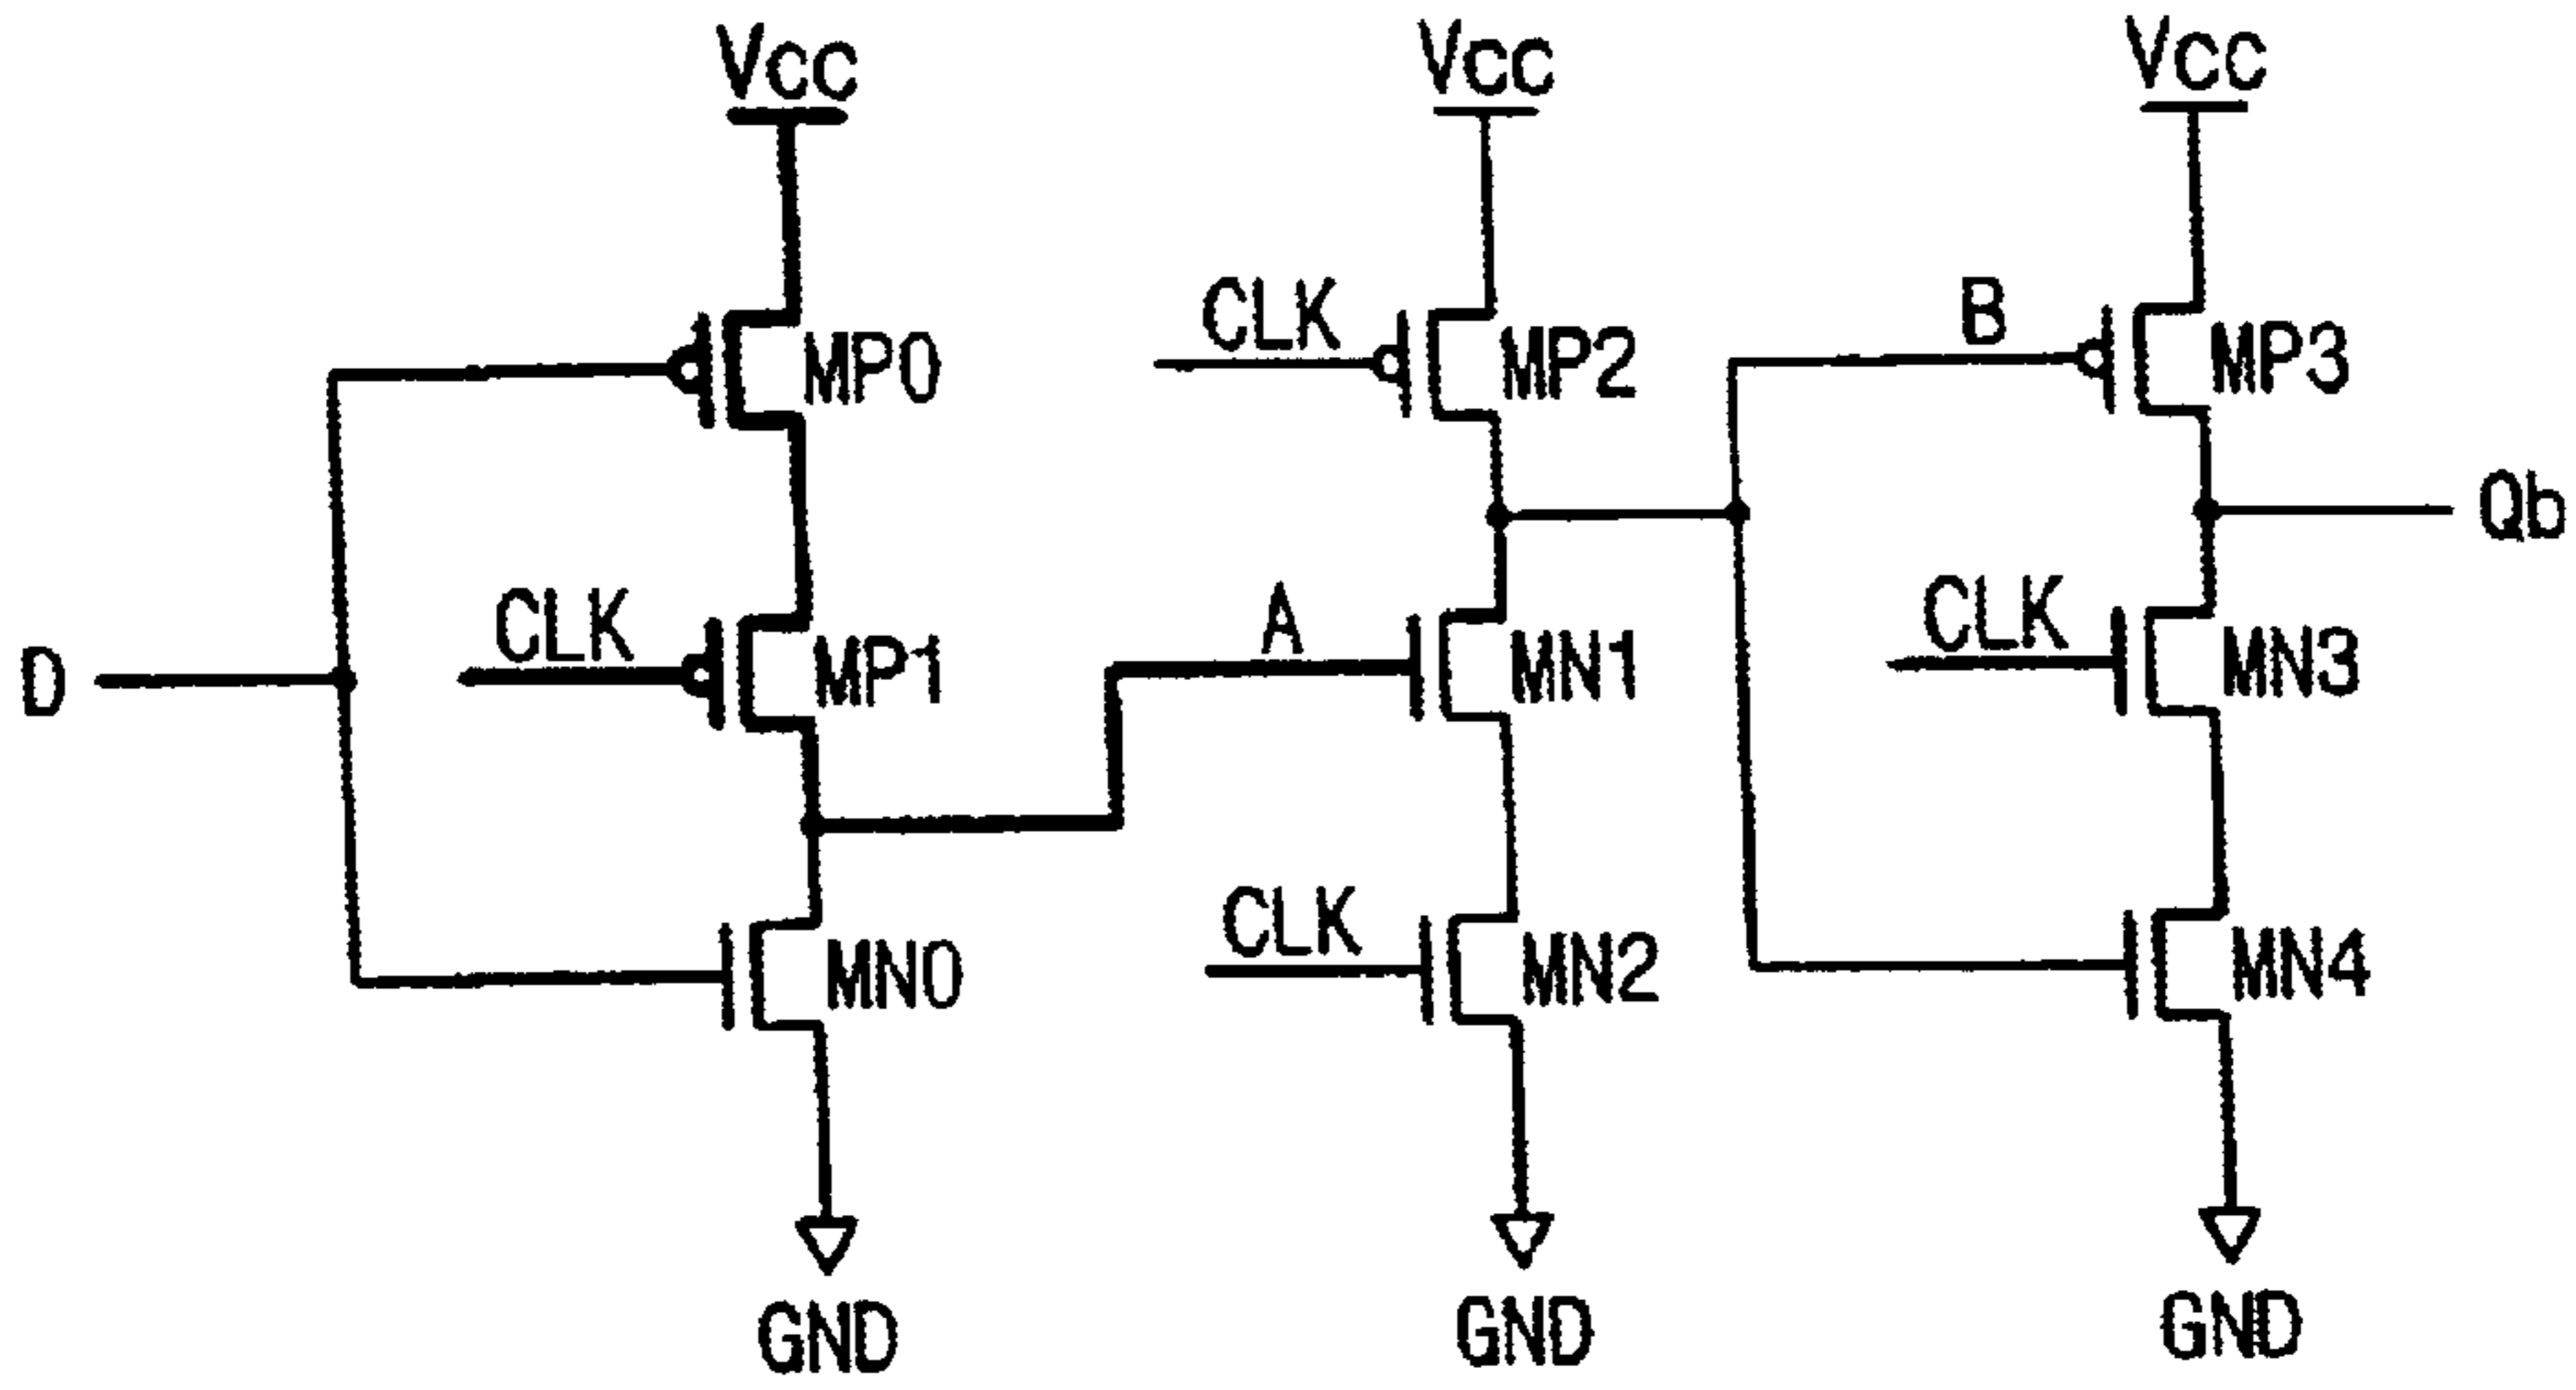 Vcc Vcc Vcc
CLK B
MP0 MP2 MP3
Qb
CLK A CLK
D MP1 MN1 MN3
CLK
MN0 MN2 MN4
GND GND GND